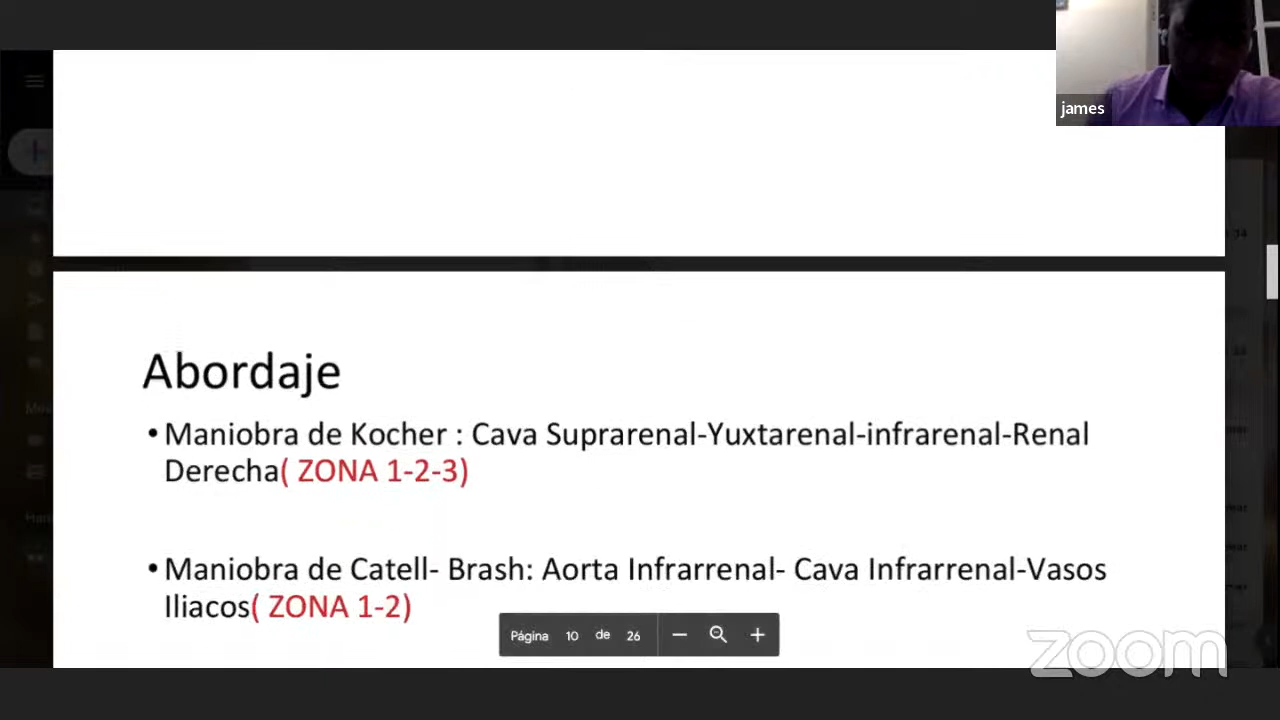 james
Abordaje
• Maniobra de Kocher : Cava Suprarenal-Yuxtarenal-infrarenal-Renal
Derecha( ZONA 1-2-3)
• Maniobra de Catell- Brash: Aorta Infrarrenal- Cava Infrarrenal-Vasos
Iliacos( ZONA 1-2)
Página 10 de 26
zoom